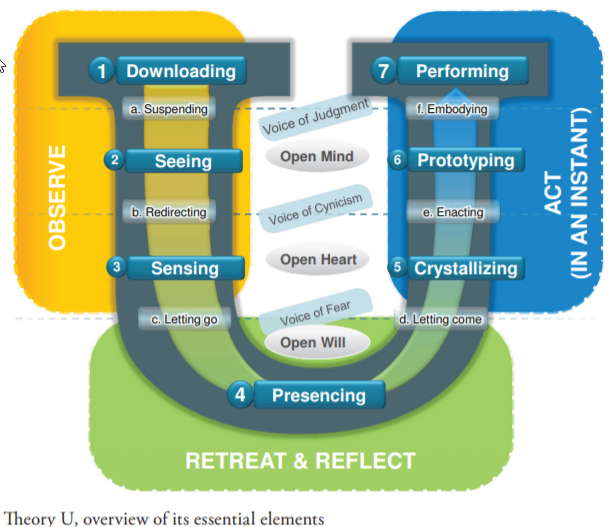 1 Downloading
7 Performing
a. Suspending
Voice of Judgment
f. Embodying
2 Seeing
Open Mind
6 Prototyping
OBSERVE
ACT
(IN AN INSTANT)
b. Redirecting
Voice of Cynicism
e. Enacting
3 Sensing
Open Heart
5 Crystallizing
c. Letting go
Voice of Fear
d. Letting come
Open Will
4 Presencing
RETREAT & REFLECT
Theory U, overview of its essential elements